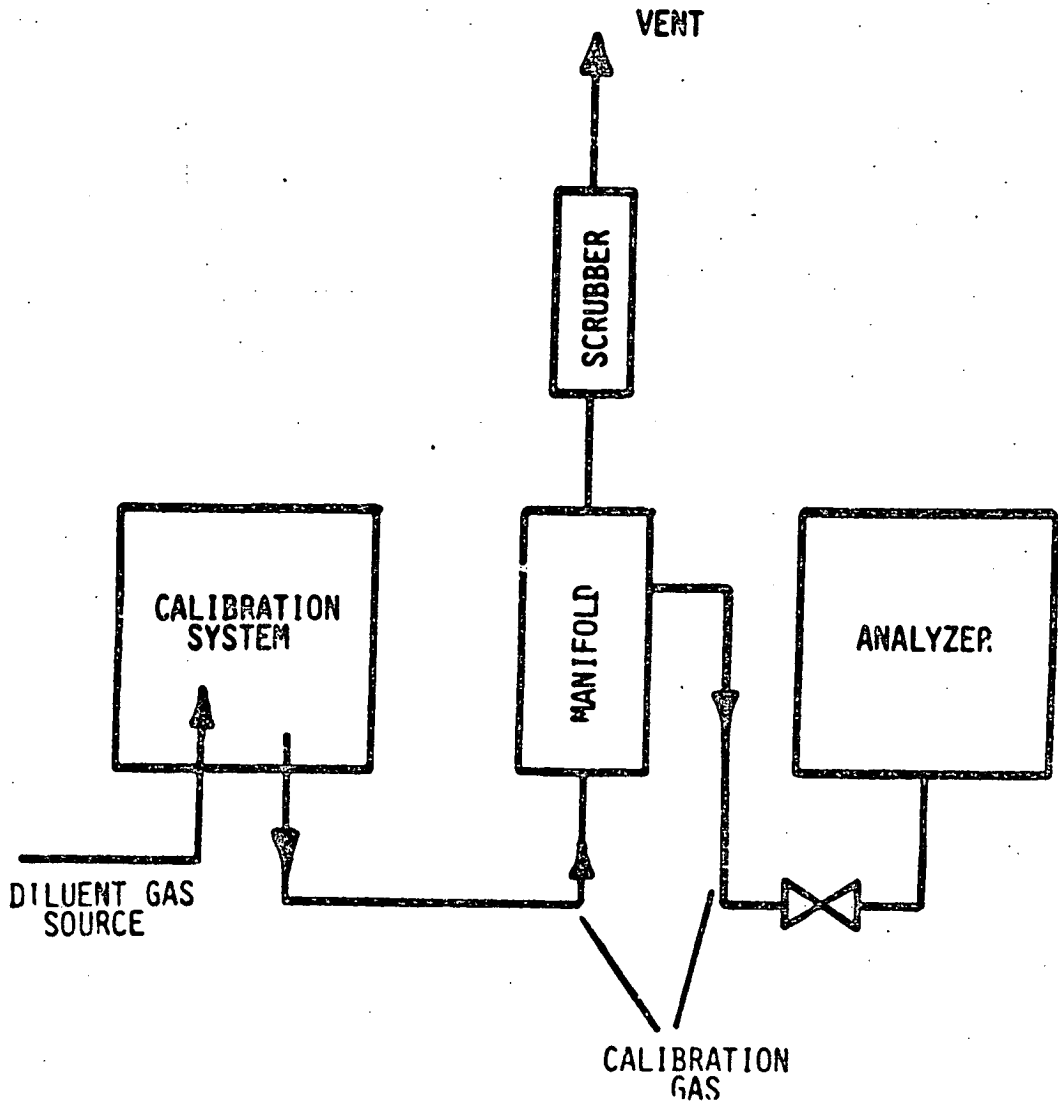 VENT
SCRUBBER
CALIBRATION
SYSTEM
MANIFOLD
ANALYZER
DILUENT GAS
SOURCE
CALIBRATION
GAS